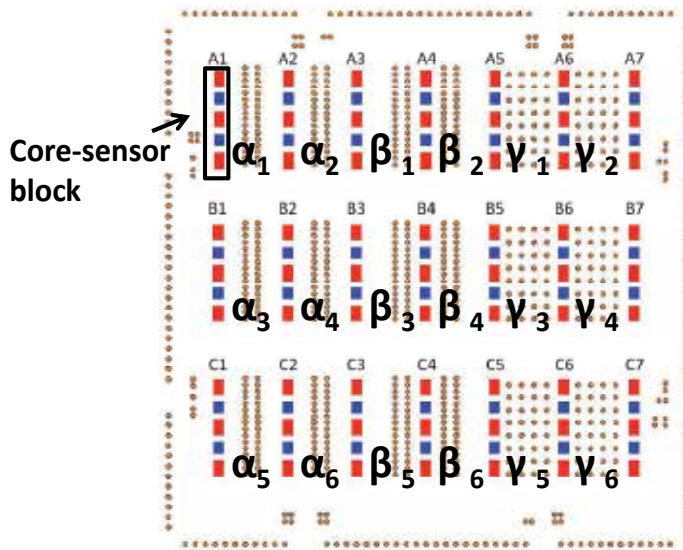 A1 A2 A3 A4 A5 A6 A7
Core-sensor
block
α1 α2 β1 β2 γ1 γ2
B1 B2 B3 B4 B5 B6 B7
α3 α4 β3 β4 γ3 γ4
C1 C2 C3 C4 C5 C6 C7
α5 α6 β5 β6 γ5 γ6